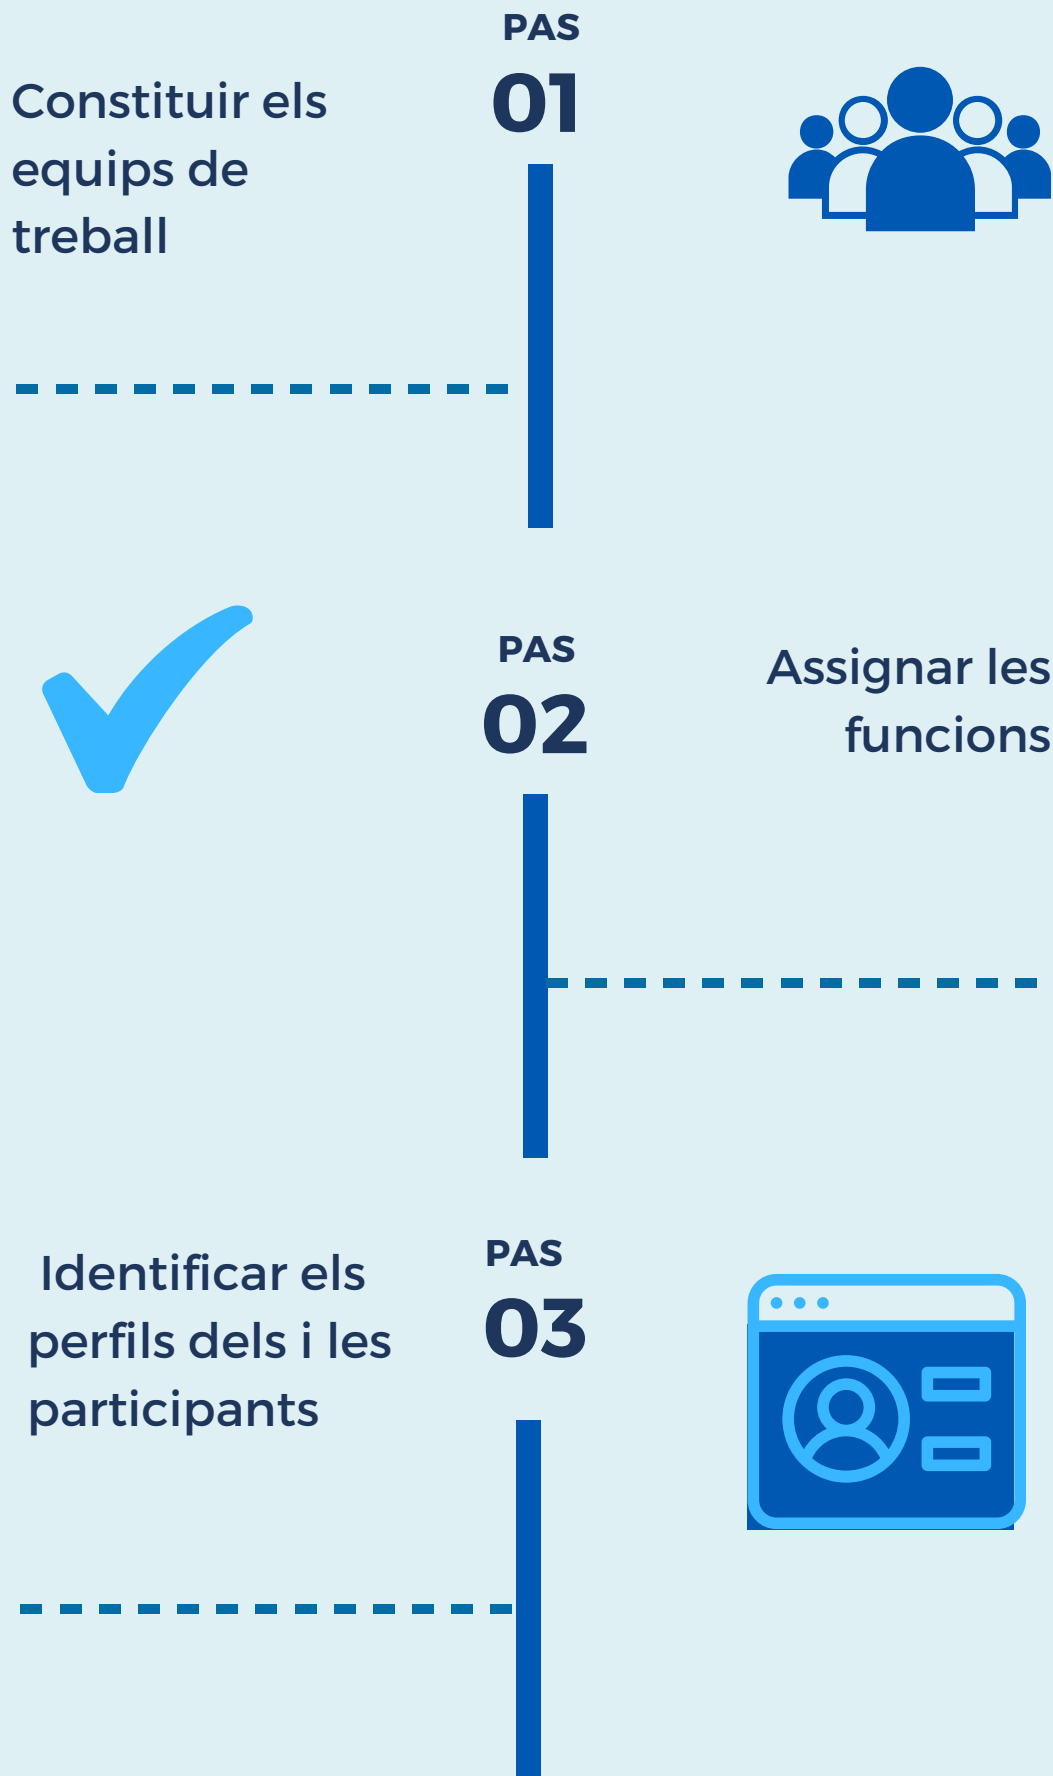 PAS
01
Constituir els
equips de
treball
PAS
02
Assignar les
funcions
PAS
03
Identificar els
perfils dels i les
participants